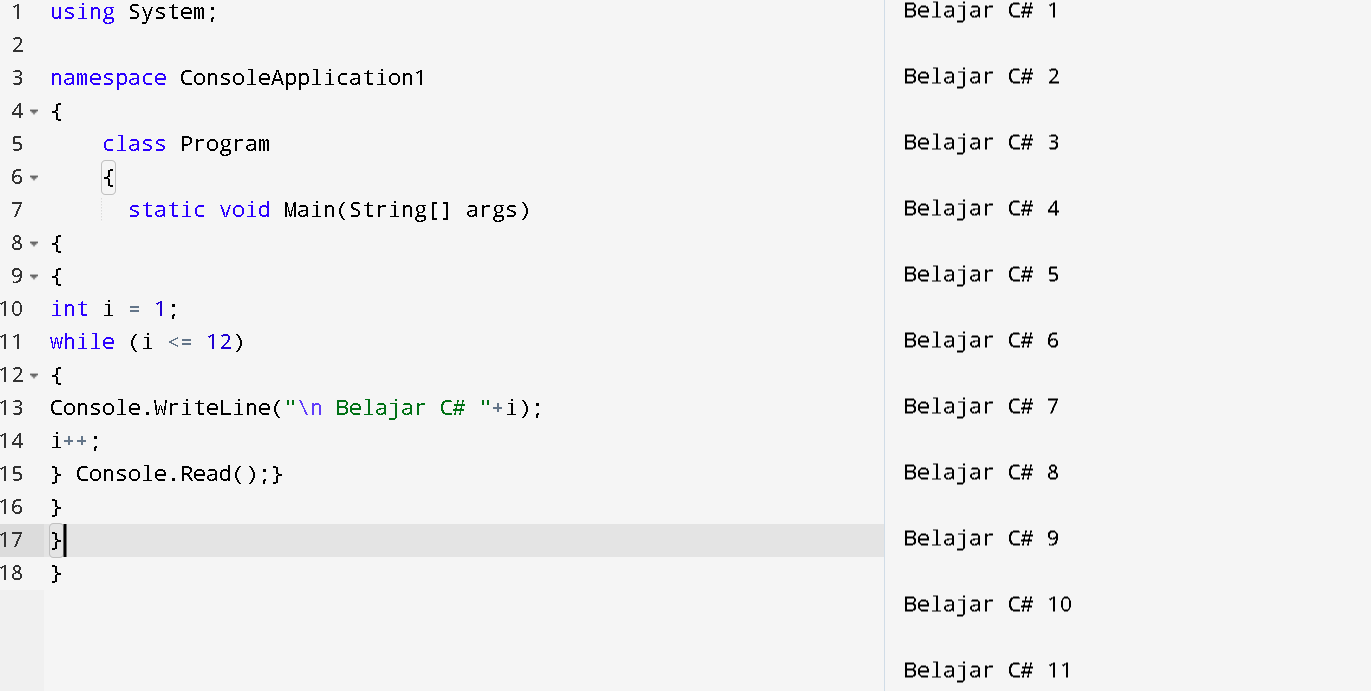 1 using System;
2
3 namespace ConsoleApplication1
4 {
5 class Program
6 {
7 static void Main(String[] args)
8 {
9 {
10 int i = 1;
11 while (i <= 12)
12 {
13 Console.WriteLine("\n Belajar C# "+i);
14 i++;
15 } Console.Read();}
16 }
17 }
18 }
Belajar C# 1
Belajar C# 2
Belajar C# 3
Belajar C# 4
Belajar C# 5
Belajar C# 6
Belajar C# 7
Belajar C# 8
Belajar C# 9
Belajar C# 10
Belajar C# 11